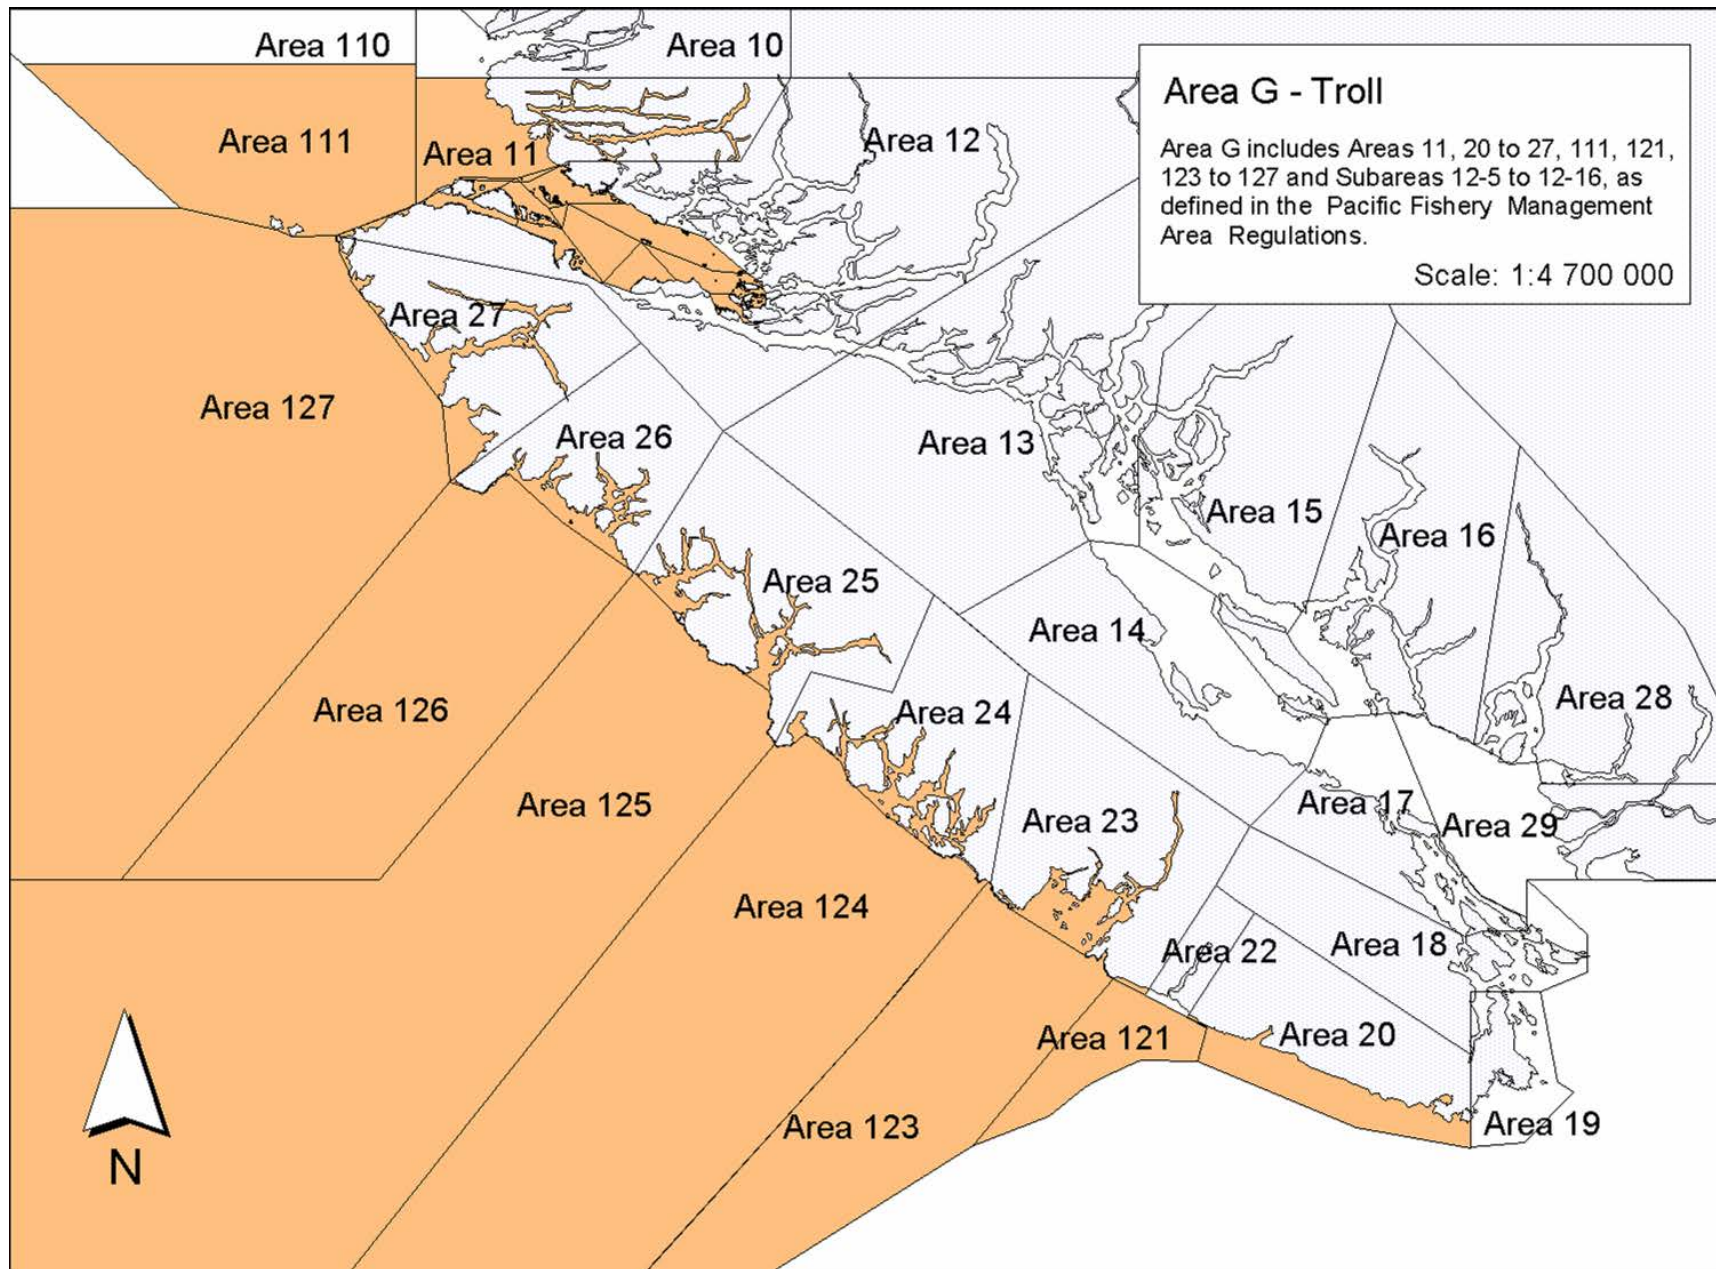 Area 110
Area 10
Area G - Troll
Area G includes Areas 11, 20 to 27, 111, 121,
123 to 127 and Subareas 12-5 to 12-16, as
defined in the Pacific Fishery Management
Area Regulations.
Scale: 1:4 700 000
Area 111
Area 11
Area 12
Area 27
Area 127
Area 26
Area 13
Area 15
Area 16
Area 25
Area 14
Area 126
Area 24
Area 28
Area 125
Area 23
Area 17
Area 29
Area 124
Area 22
Area 18
Area 121
Area 20
Area 123
Area 19
N